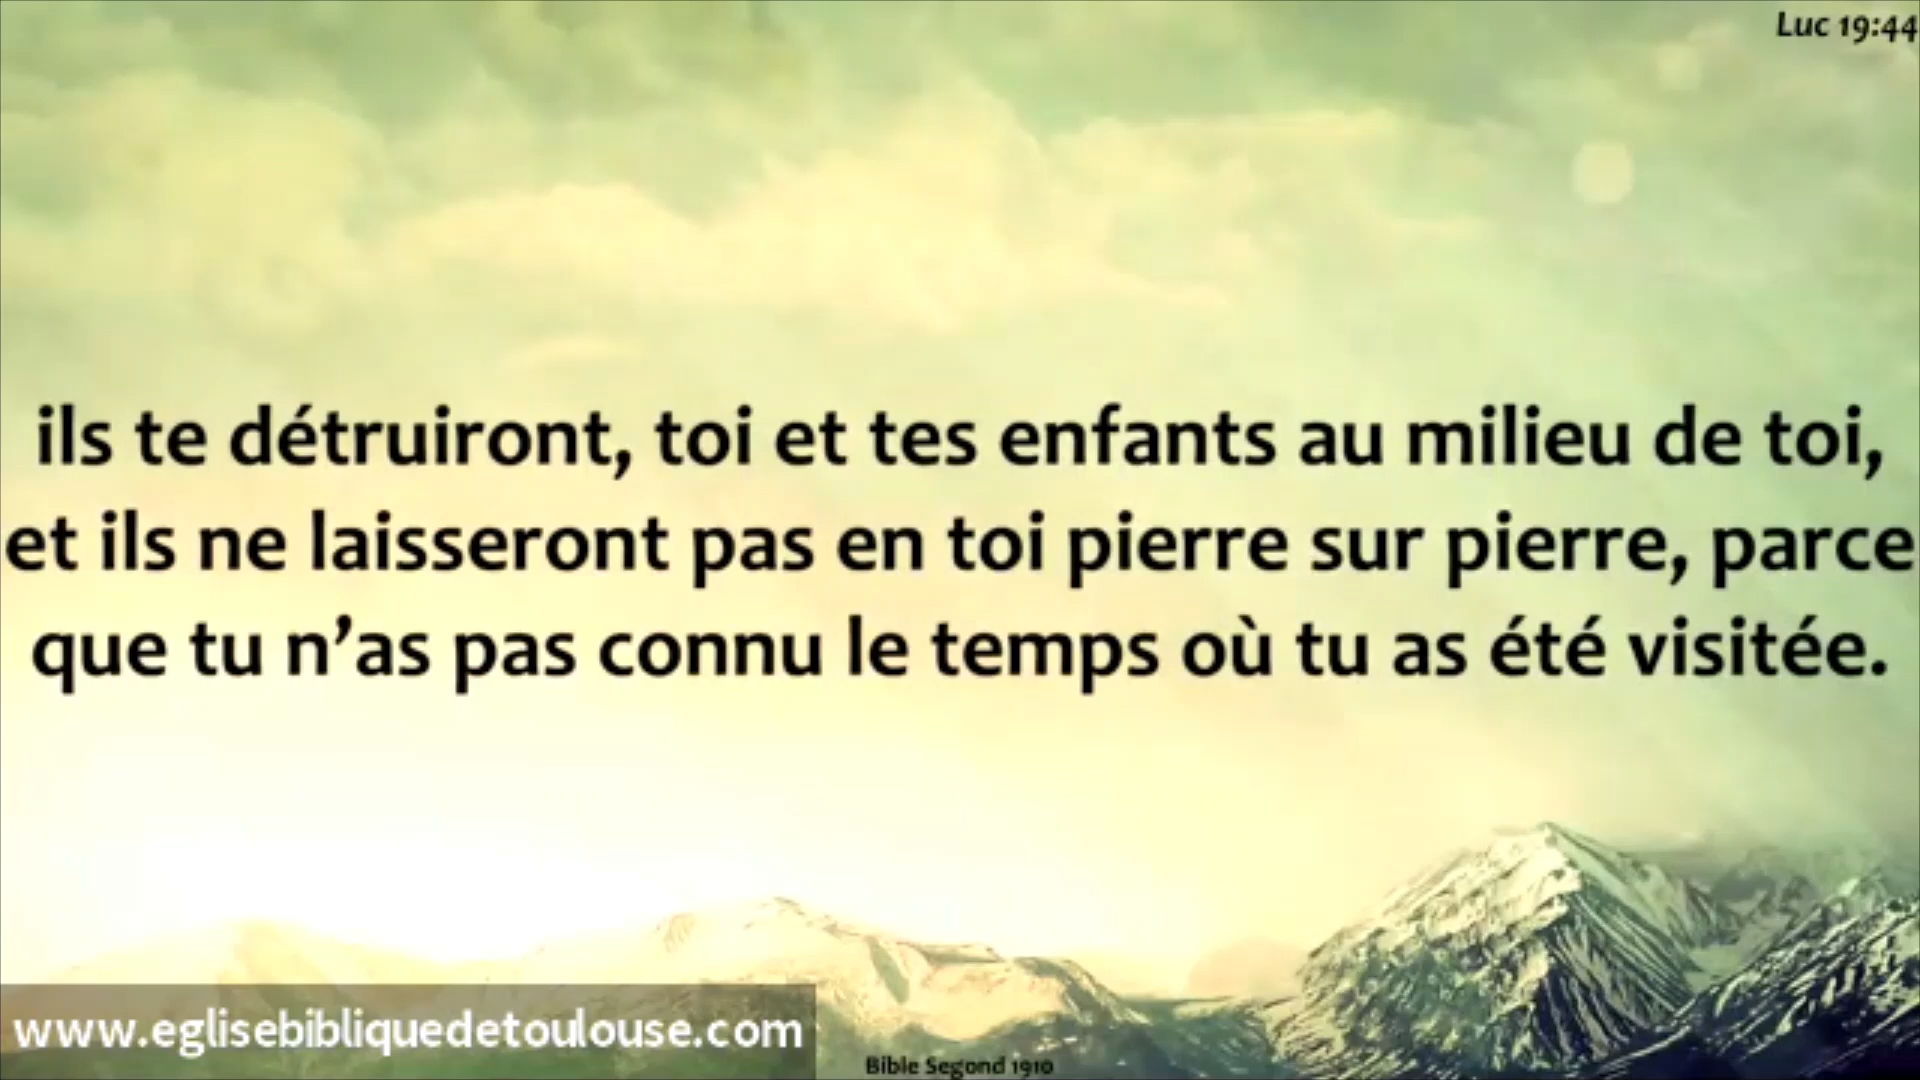 Luc 19:44
ils te détruiront, toi et tes enfants au milieu de toi,
et ils ne laisseront pas en toi pierre sur pierre, parce
que tu n’as pas connu le temps où tu as été visitée.
www.eglisebibliquedetoulouse.com
Bible Segond 1910